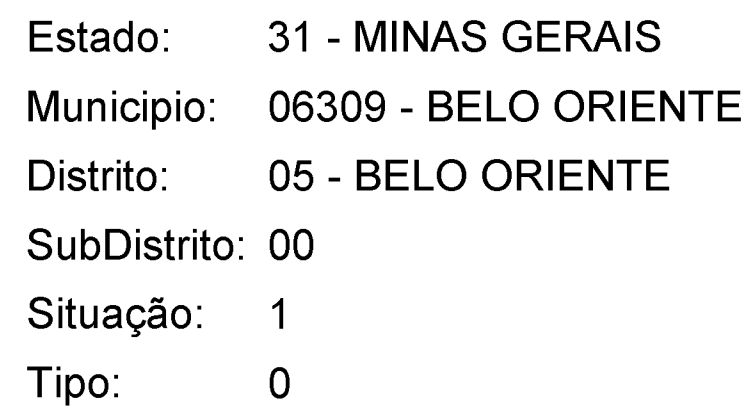 Estado: 31 - MINAS GERAIS
Municipio: 06309 - BELO ORIENTE
Distrito: 05 - BELO ORIENTE
SubDistrito: 00
Situação: 1
Tipo: 0